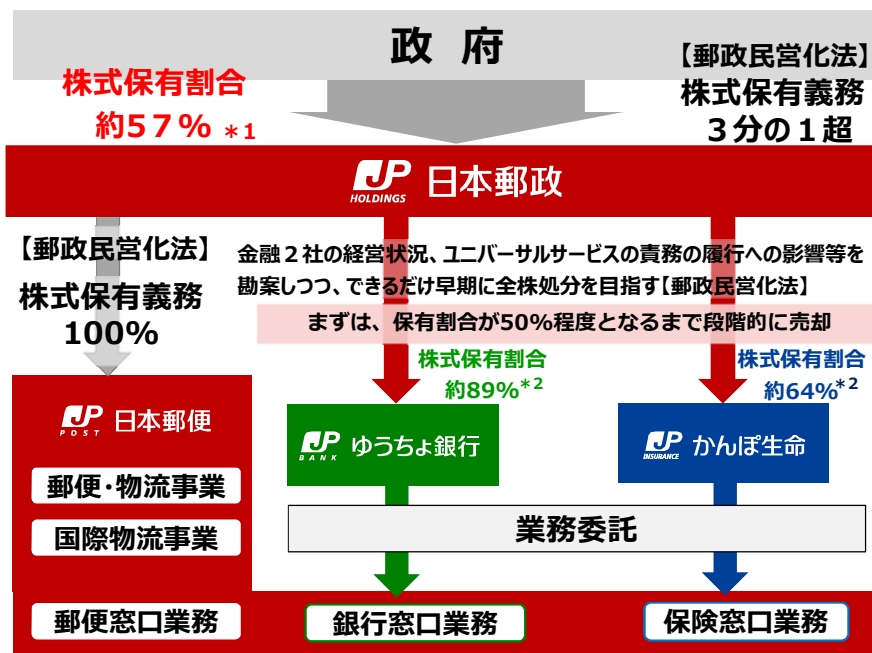 政 府
株式保有割合
約57% *1
【郵政民営化法】
株式保有義務
3分の1超
JP
HOLDINGS
日本郵政
【郵政民営化法】
株式保有義務
100%
金融2社の経営状況、ユニバーサルサービスの責務の履行への影響等を
勘案しつつ、できるだけ早期に全株処分を目指す【郵政民営化法】
まずは、保有割合が50%程度となるまで段階的に売却
株式保有割合
約89%*2
株式保有割合
約64%*2
JP
POST
日本郵便
JP
BANK
ゆうちょ銀行
JP
INSURANCE
かんぽ生命
郵便・物流事業
国際物流事業
業務委託
郵便窓口業務
銀行窓口業務
保険窓口業務